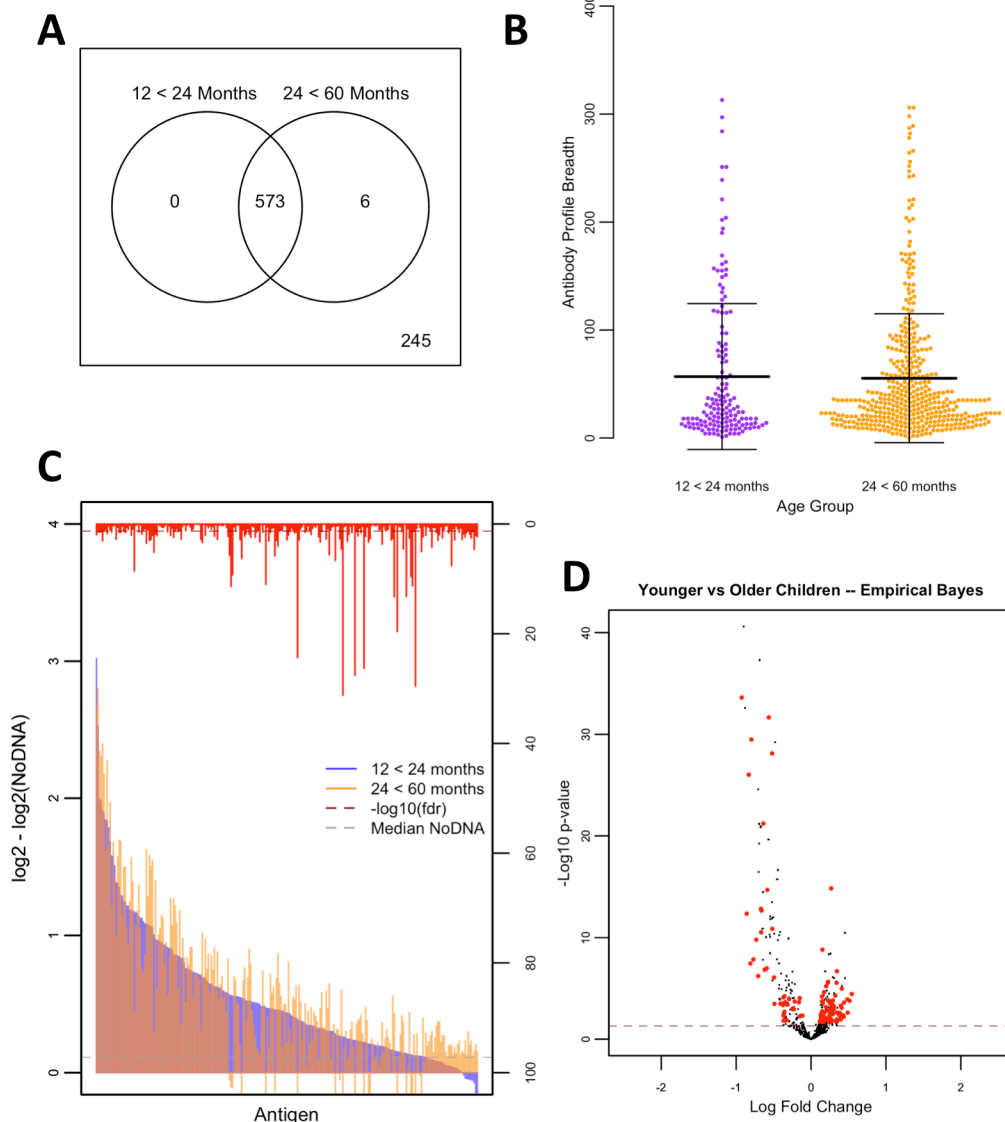 A
12 < 24 Months
24 < 60 Months
0
573
6
245
B
400
300
200
100
0
Antibody Profile Breadth
12 < 24 months
24 < 60 months
Age Group
C
4
3
2
1
0
log2 - log2(NoDNA)
0
20
40
60
80
100
12 < 24 months
24 < 60 months
-log10(fdr)
Median NoDNA
Antigen
D
Younger vs Older Children -- Empirical Bayes
40
30
20
10
0
-Log10 p-value
-2
-1
0
1
2
Log Fold Change